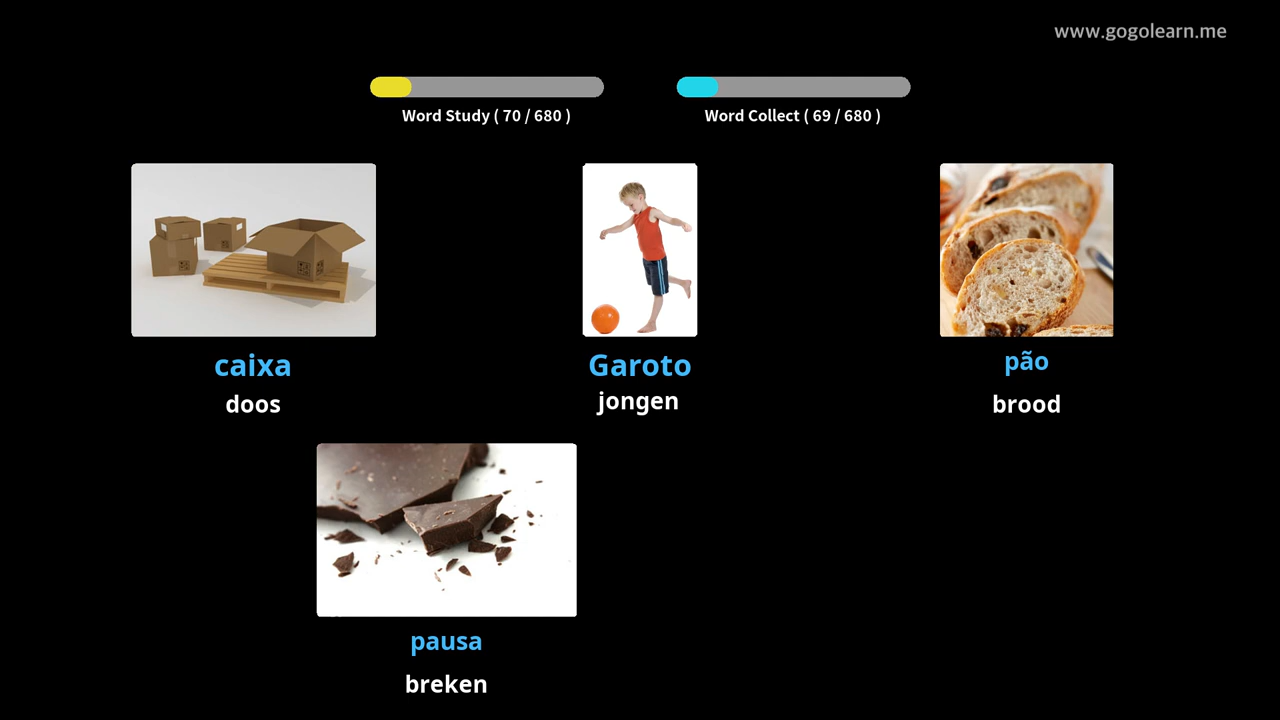 www.gogolearn.me
Word Study ( 70 / 680 )
Word Collect ( 69 / 680 )
caixa
doos
Garoto
jongen
pão
brood
pausa
breken